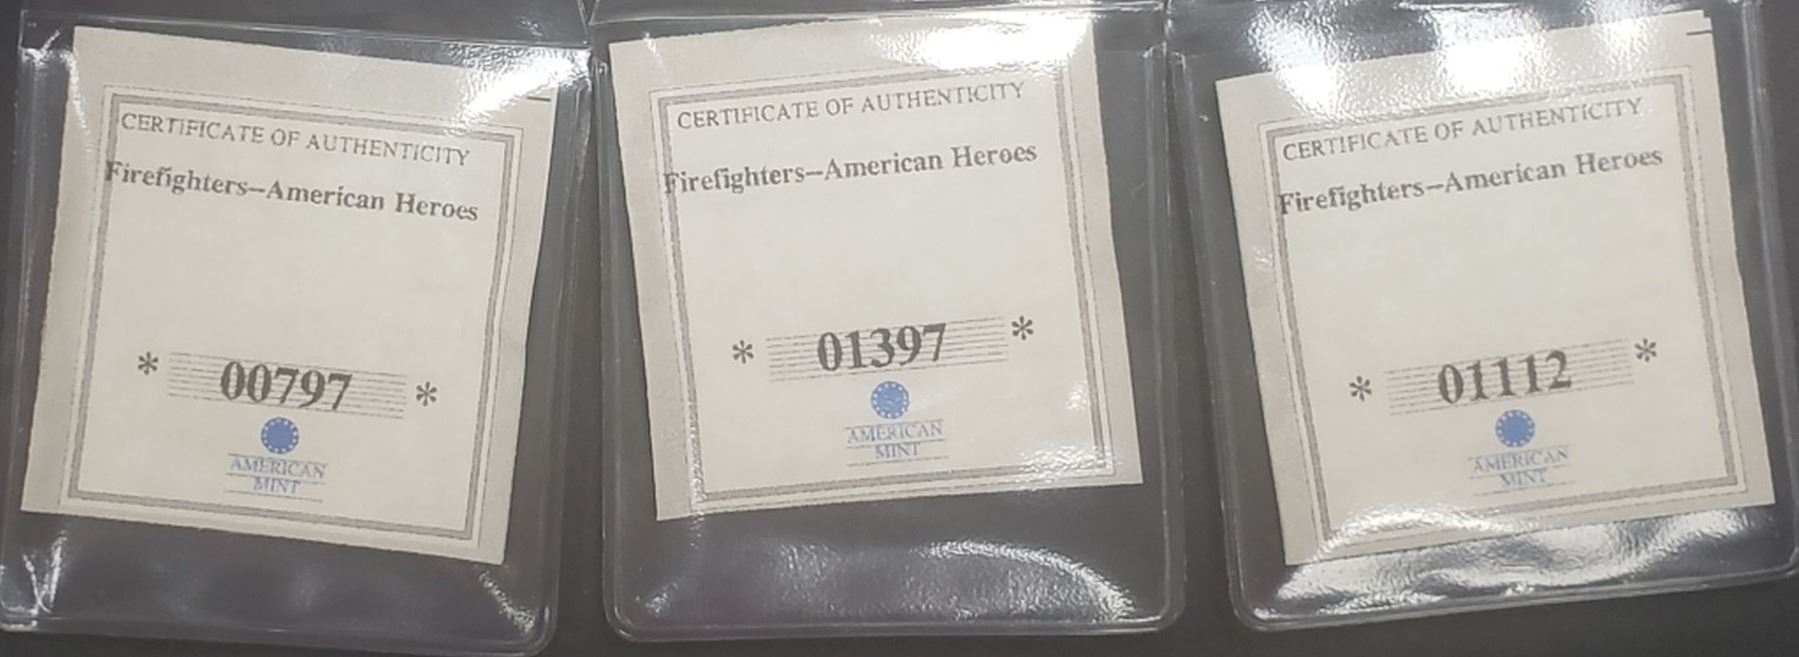 CERTIFICATE OF AUTHENTICITY
Firefighters–American Heroes
* 00797 *
AMERICAN
MINT
CERTIFICATE OF AUTHENTICITY
Firefighters–American Heroes
* 01397 *
AMERICAN
MINT
CERTIFICATE OF AUTHENTICITY
Firefighters–American Heroes
* 01112 *
AMERICAN
MINT